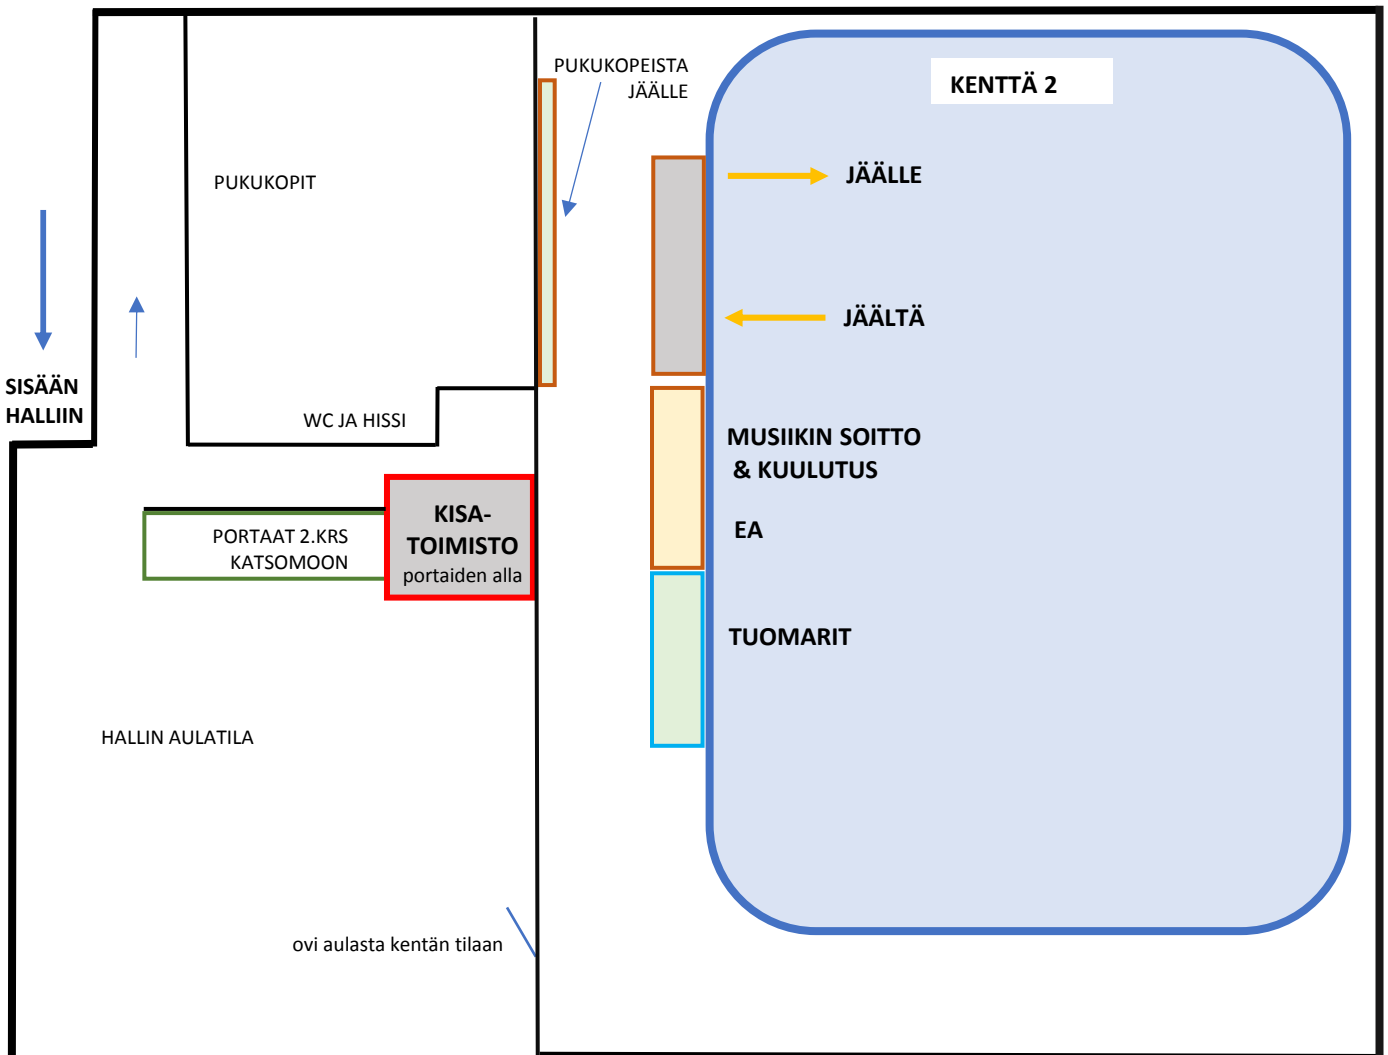 PUKUKOPEISTA
JÄÄLLE
KENTTÄ 2
PUKUKOPIT
JÄÄLLE
JÄÄLTÄ
SISÄÄN
HALLIIN
WC JA HISSI
MUSIIKIN SOITTO
& KUULUTUS
EA
KISA-
TOIMISTO
portaiden alla
PORTAAT 2.KRS
KATSOMOON
TUOMARIT
HALLIN AULATILA
ovi aulasta kentän tilaan